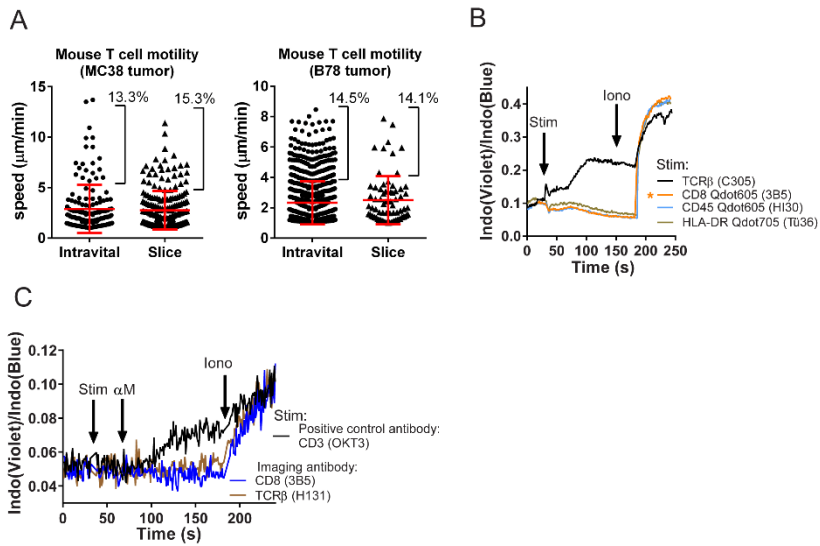 A
Mouse T cell motility
(MC38 tumor)
speed (μm/min)
15
10
5
0
13.3%
15.3%
Intravital
Slice
Mouse T cell motility
(B78 tumor)
speed (μm/min)
10
8
6
4
2
0
14.5%
14.1%
Intravital
Slice
B
Indo(Violet)/Indo(Blue)
0.4
0.3
0.2
0.1
0.0
Stim
Iono
0 50 100 150 200 250
Time (s)
Stim:
TCRβ (C305)
* CD8 Qdot605 (3B5)
CD45 Qdot605 (HI30)
HLA-DR Qdot705 (Tü36)
C
Indo(Violet)/Indo(Blue)
0.12
0.10
0.08
0.06
0.04
Stim αM
Iono
0 50 100 150 200
Time (s)
Stim:
Positive control antibody:
CD3 (OKT3)
Imaging antibody:
CD8 (3B5)
TCRβ (H131)